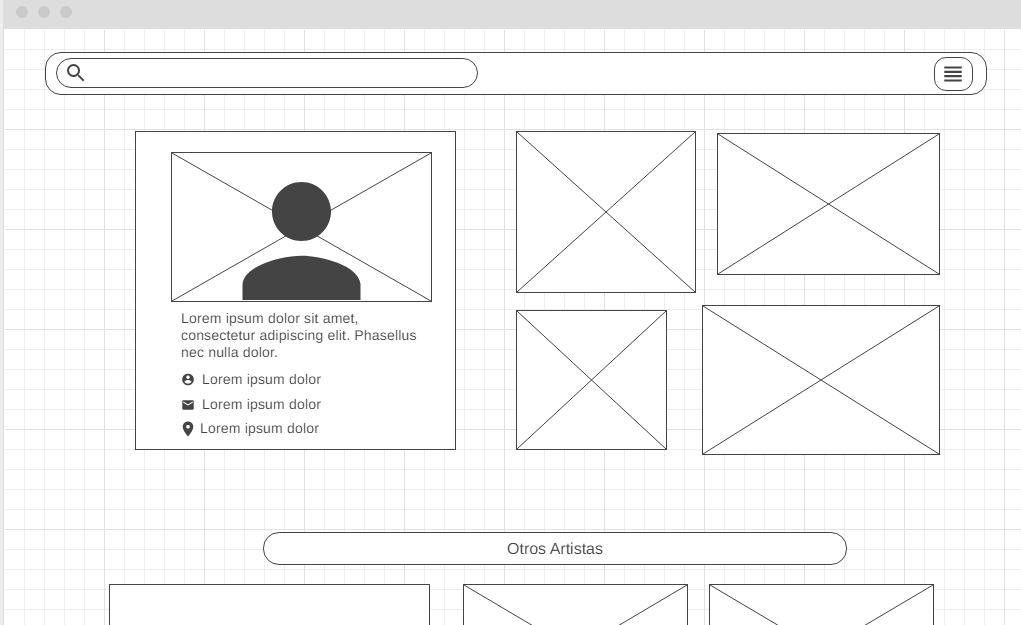 Lorem ipsum dolor sit amet,
consectetur adipiscing elit. Phasellus
nec nulla dolor.
Lorem ipsum dolor
Lorem ipsum dolor
Lorem ipsum dolor
Otros Artistas